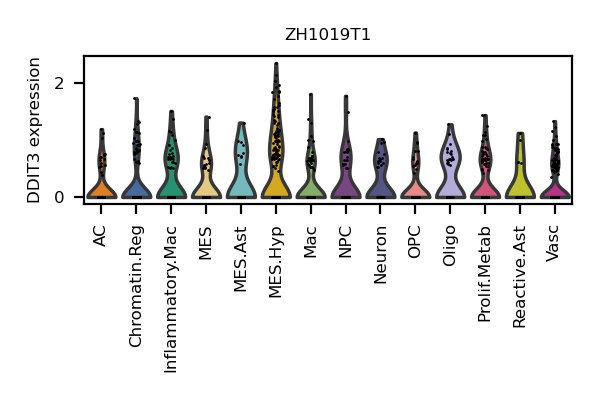 ZH1019T1
DDIT3 expression
2
0
AC
Chromatin.Reg
Inflammatory.Mac
MES
MES.Ast
MES.Hyp
Mac
NPC
Neuron
OPC
Oligo
Prolif.Metab
Reactive.Ast
Vasc